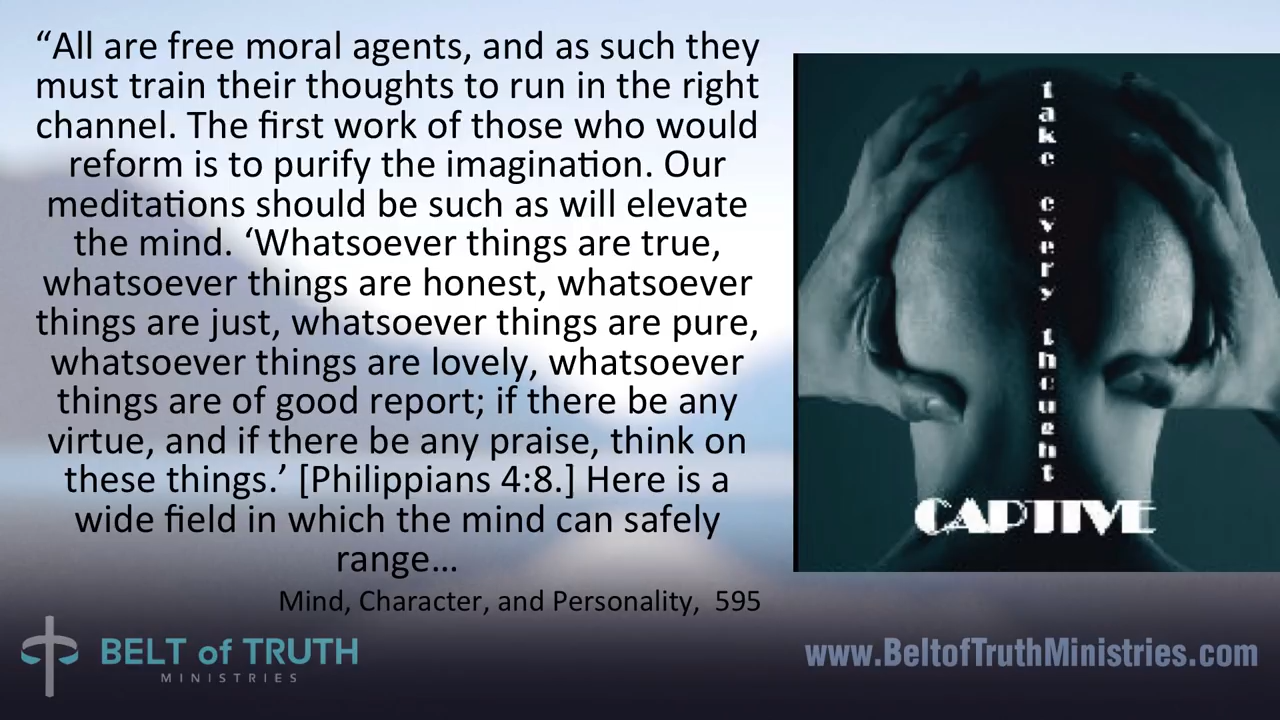 “All are free moral agents, and as such they
must train their thoughts to run in the right
channel. The first work of those who would
reform is to purify the imagination. Our
meditations should be such as will elevate
the mind. ‘Whatsoever things are true,
whatsoever things are honest, whatsoever
things are just, whatsoever things are pure,
whatsoever things are lovely, whatsoever
things are of good report; if there be any
virtue, and if there be any praise, think on
these things.’ [Philippians 4:8.] Here is a
wide field in which the mind can safely
range…
Mind, Character, and Personality, 595
take every thought
CAPTIVE
BELT of TRUTH
MINISTRIES
www.BeltofTruthMinistries.com